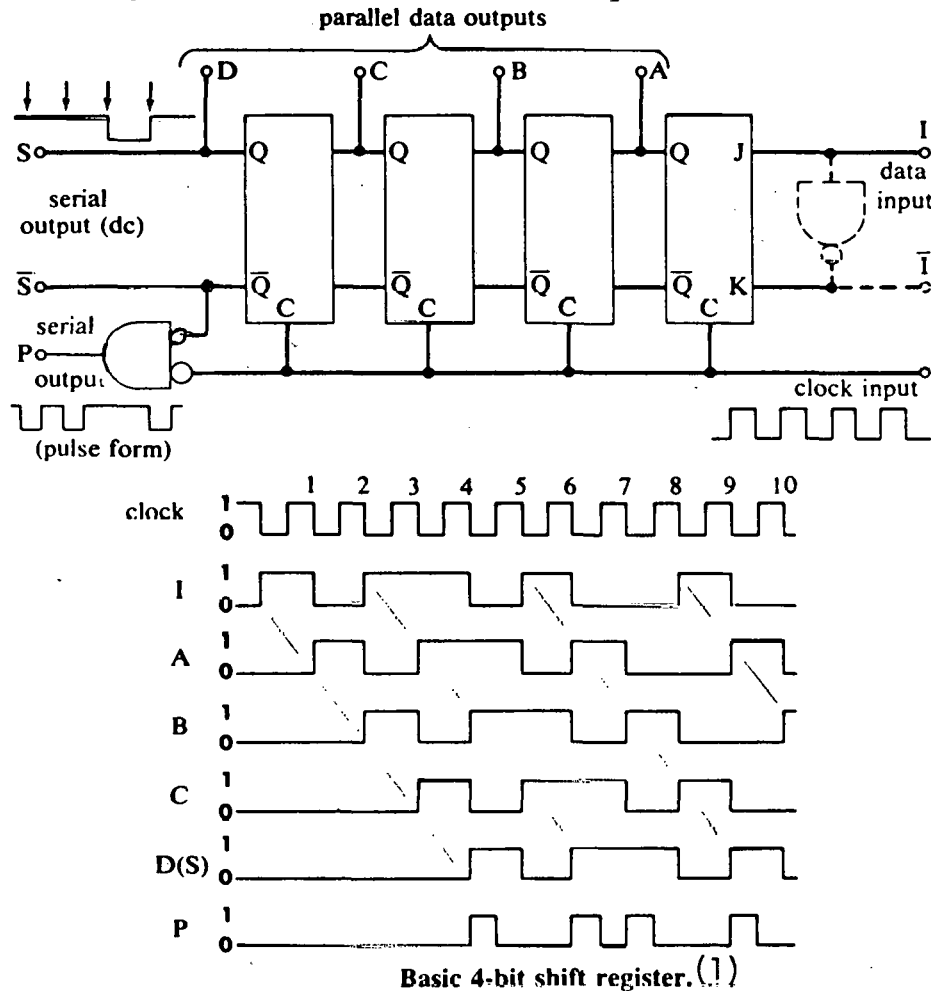 parallel data outputs
D C B A
S Q Q Q Q J I
data
input
serial
output (dc)
S̅ Q̅ Q̅ Q̅ Q̅ K I̅
C C C C
serial
P
output
clock input
(pulse form)
1 2 3 4 5 6 7 8 9 10
clock 1
0
I 1
0
A 1
0
B 1
0
C 1
0
D(S) 1
0
P 1
0
Basic 4-bit shift register. (1)